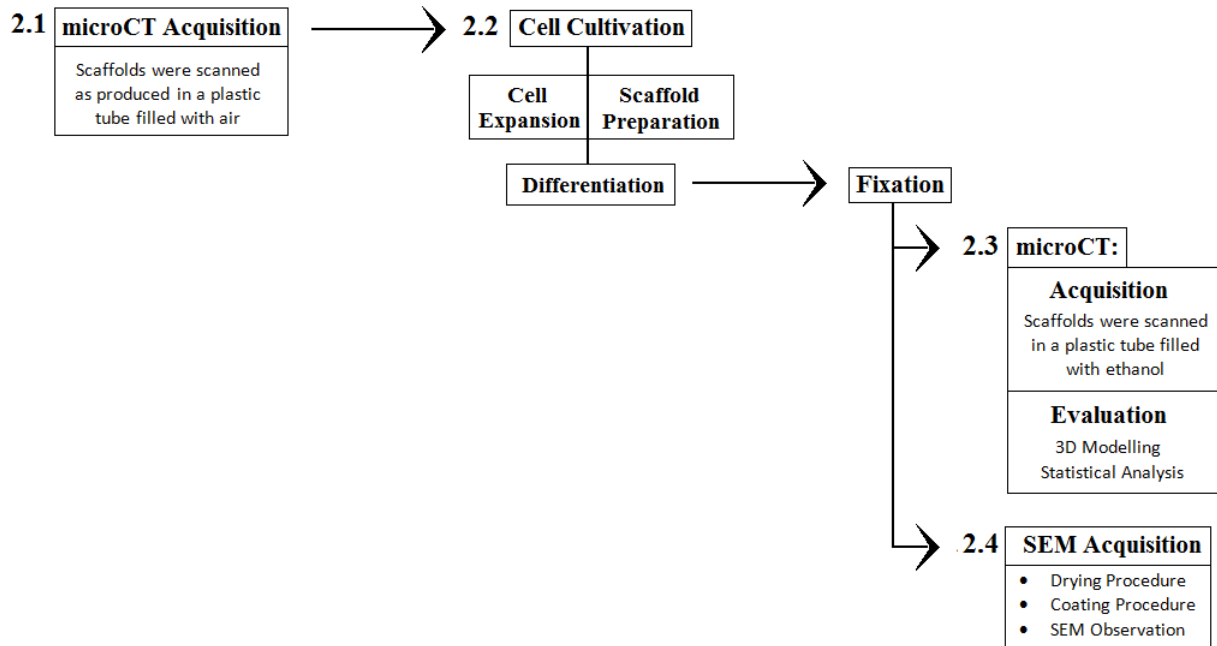 2.1 microCT Acquisition
Scaffolds were scanned
as produced in a plastic
tube filled with air
2.2 Cell Cultivation
Cell
Expansion
Scaffold
Preparation
Differentiation
Fixation
2.3 microCT:
Acquisition
Scaffolds were scanned
in a plastic tube filled
with ethanol
Evaluation
3D Modelling
Statistical Analysis
2.4 SEM Acquisition
• Drying Procedure
• Coating Procedure
• SEM Observation